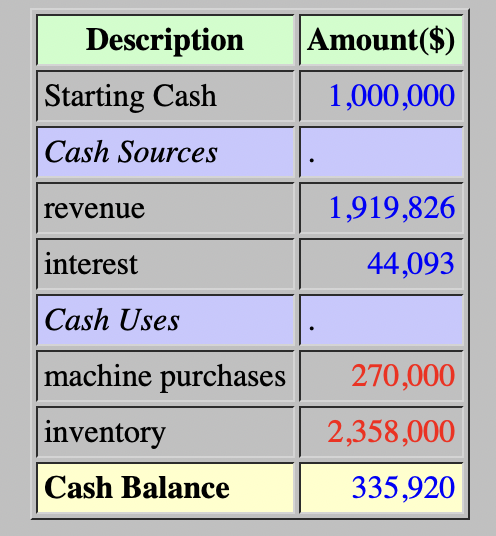 Description Amount($)
Starting Cash 1,000,000
Cash Sources .
revenue 1,919,826
interest 44,093
Cash Uses .
machine purchases 270,000
inventory 2,358,000
Cash Balance 335,920